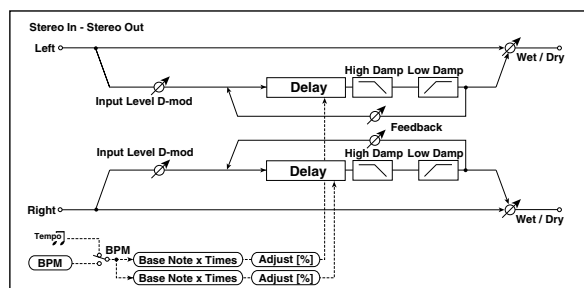 Stereo In - Stereo Out
Left
Wet / Dry
High Damp Low Damp
Delay
Input Level D-mod
Feedback
Input Level D-mod
High Damp Low Damp
Delay
Right
Wet / Dry
Tempo
BPM
BPM
Base Note x Times Adjust [%]
Base Note x Times Adjust [%]